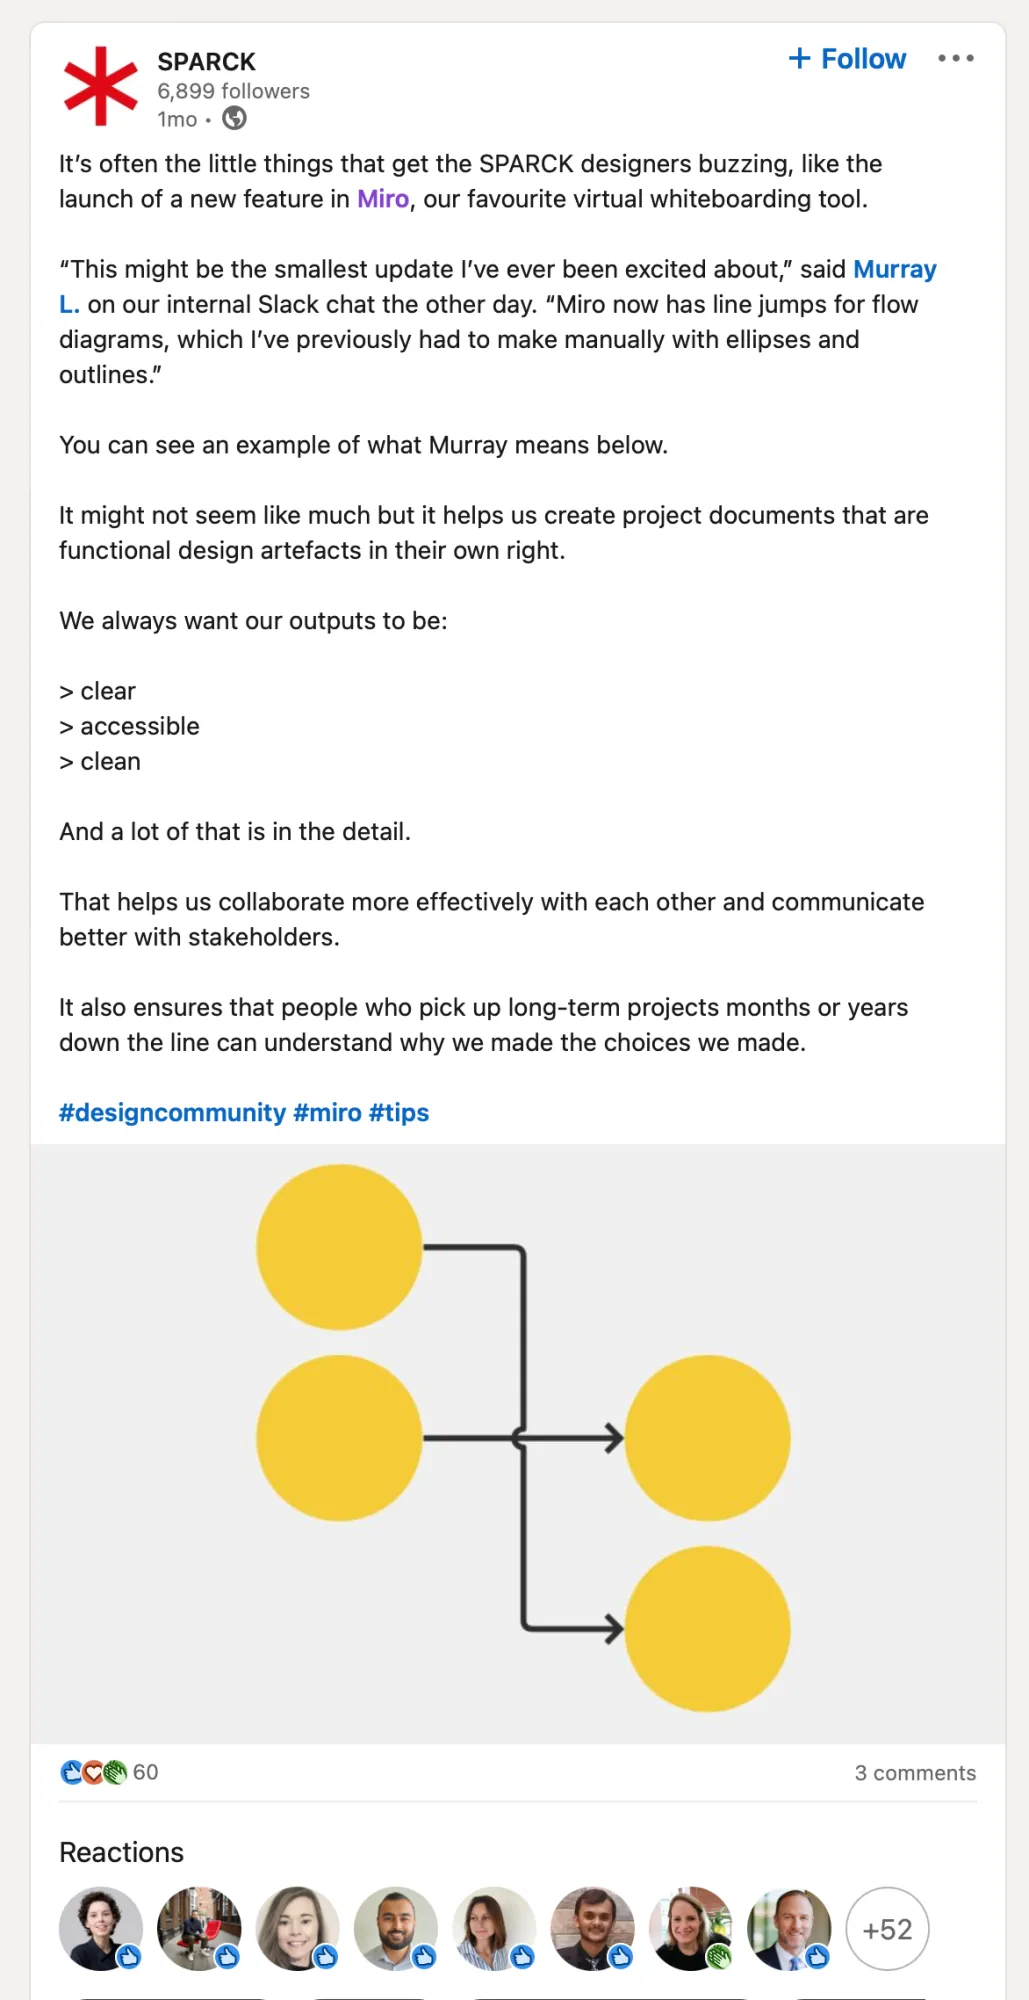 SPARCK
+ Follow
6,899 followers
1mo •
It’s often the little things that get the SPARCK designers buzzing, like the
launch of a new feature in Miro, our favourite virtual whiteboarding tool.
“This might be the smallest update I’ve ever been excited about,” said Murray
L. on our internal Slack chat the other day. “Miro now has line jumps for flow
diagrams, which I’ve previously had to make manually with ellipses and
outlines.”
You can see an example of what Murray means below.
It might not seem like much but it helps us create project documents that are
functional design artefacts in their own right.
We always want our outputs to be:
> clear
> accessible
> clean
And a lot of that is in the detail.
That helps us collaborate more effectively with each other and communicate
better with stakeholders.
It also ensures that people who pick up long-term projects months or years
down the line can understand why we made the choices we made.
#designcommunity #miro #tips
60
3 comments
Reactions
+52